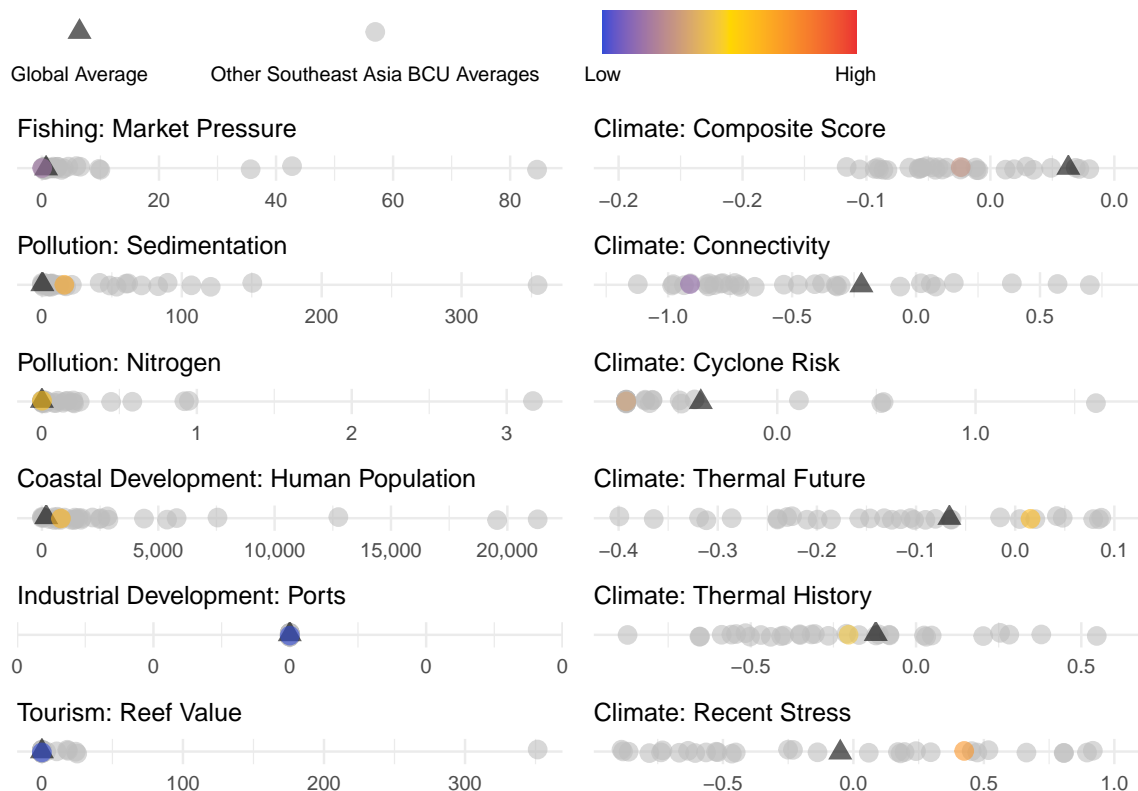 Global Average
Other Southeast Asia BCU Averages
Low
High
Fishing: Market Pressure
0 20 40 60 80
Climate: Composite Score
−0.2 −0.2 −0.1 0.0 0.0
Pollution: Sedimentation
0 100 200 300
Climate: Connectivity
−1.0 −0.5 0.0 0.5
Pollution: Nitrogen
0 1 2 3
Climate: Cyclone Risk
0.0 1.0
Coastal Development: Human Population
0 5,000 10,000 15,000 20,000
Climate: Thermal Future
−0.4 −0.3 −0.2 −0.1 0.0 0.1
Industrial Development: Ports
0 0 0 0 0
Climate: Thermal History
−0.5 0.0 0.5
Tourism: Reef Value
0 100 200 300
Climate: Recent Stress
−0.5 0.0 0.5 1.0